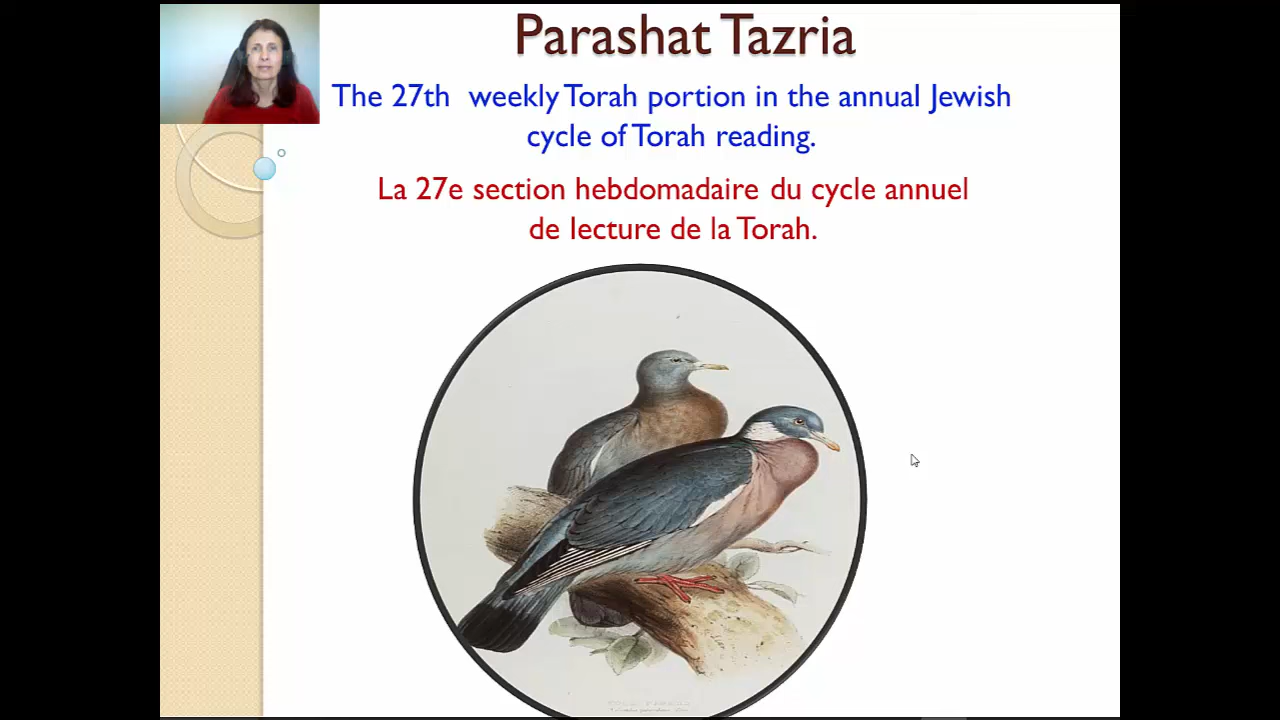 Parashat Tazria
The 27th weekly Torah portion in the annual Jewish
cycle of Torah reading.
La 27e section hebdomadaire du cycle annuel
de lecture de la Torah.